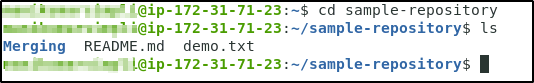 @ip-172-31-71-23:~$ cd sample-repository
@ip-172-31-71-23:~/sample-repository$ ls
Merging README.md demo.txt
@ip-172-31-71-23:~/sample-repository$